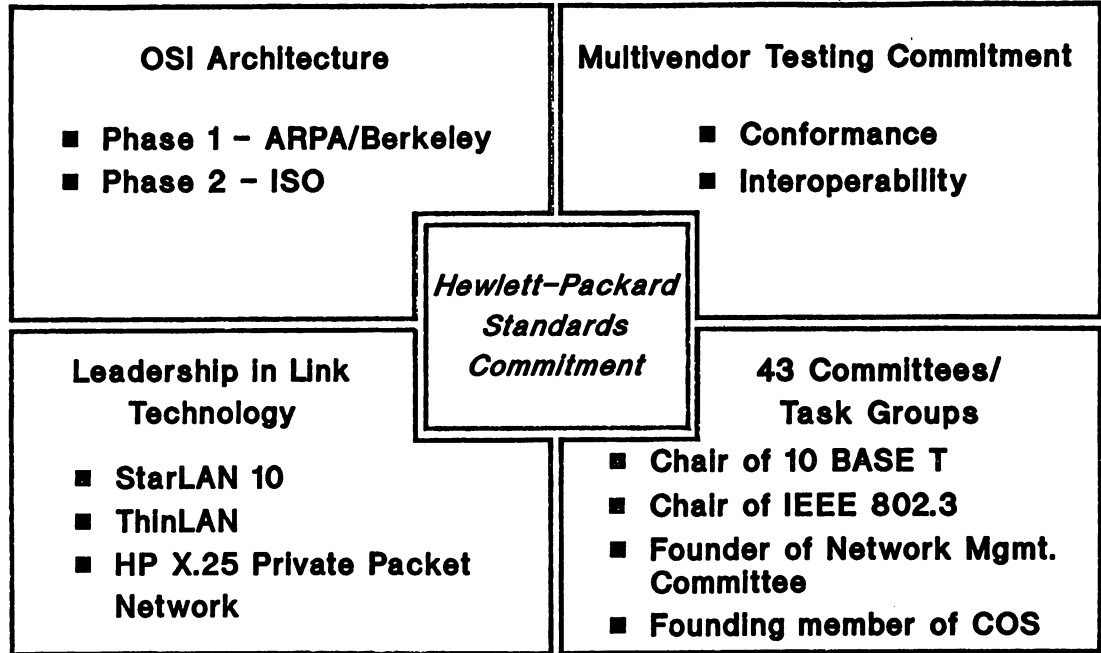 OSI Architecture
■ Phase 1 – ARPA/Berkeley
■ Phase 2 – ISO
Multivendor Testing Commitment
■ Conformance
■ Interoperability
Hewlett-Packard
Standards
Commitment
Leadership in Link
Technology
■ StarLAN 10
■ ThinLAN
■ HP X.25 Private Packet
Network
43 Committees/
Task Groups
■ Chair of 10 BASE T
■ Chair of IEEE 802.3
■ Founder of Network Mgmt.
Committee
■ Founding member of COS